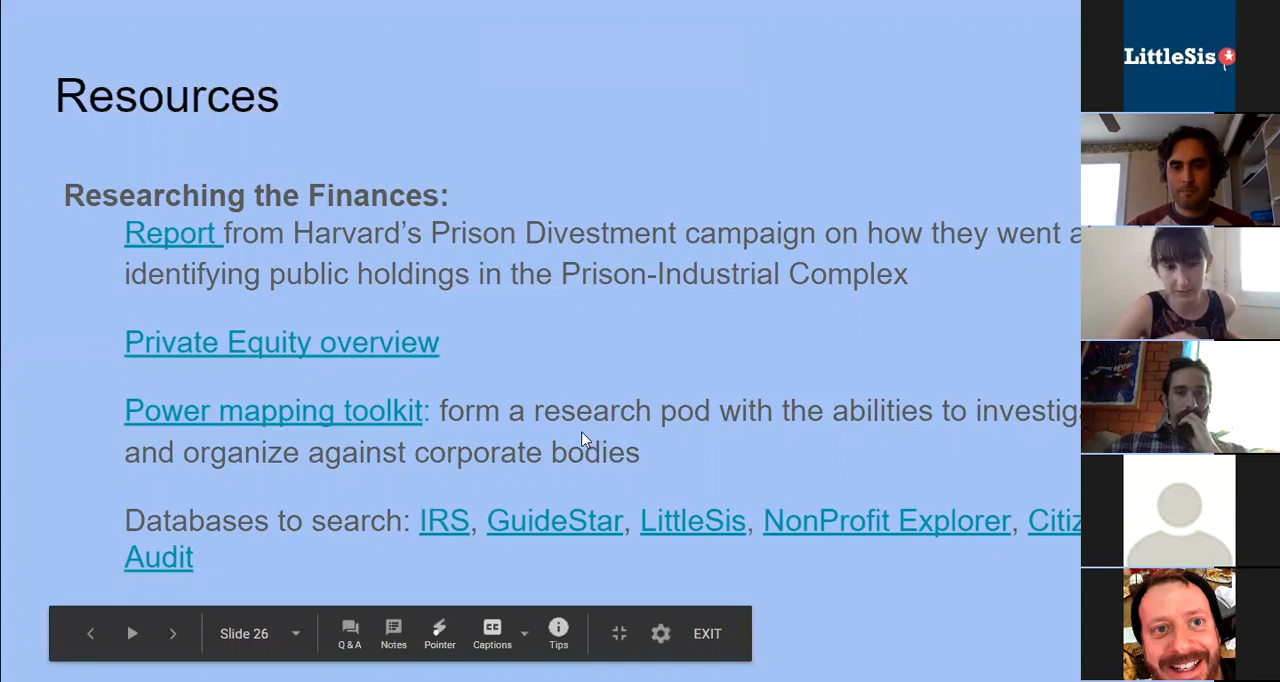 Resources
Researching the Finances:
Report from Harvard's Prison Divestment campaign on how they went a
identifying public holdings in the Prison-Industrial Complex
Private Equity overview
Power mapping toolkit: form a research pod with the abilities to investig
and organize against corporate bodies
Databases to search: IRS, GuideStar, LittleSis, NonProfit Explorer, Citiz
Audit
Slide 26
Q & A
Notes
Pointer
CC
Captions
Tips
EXIT
LittleSis